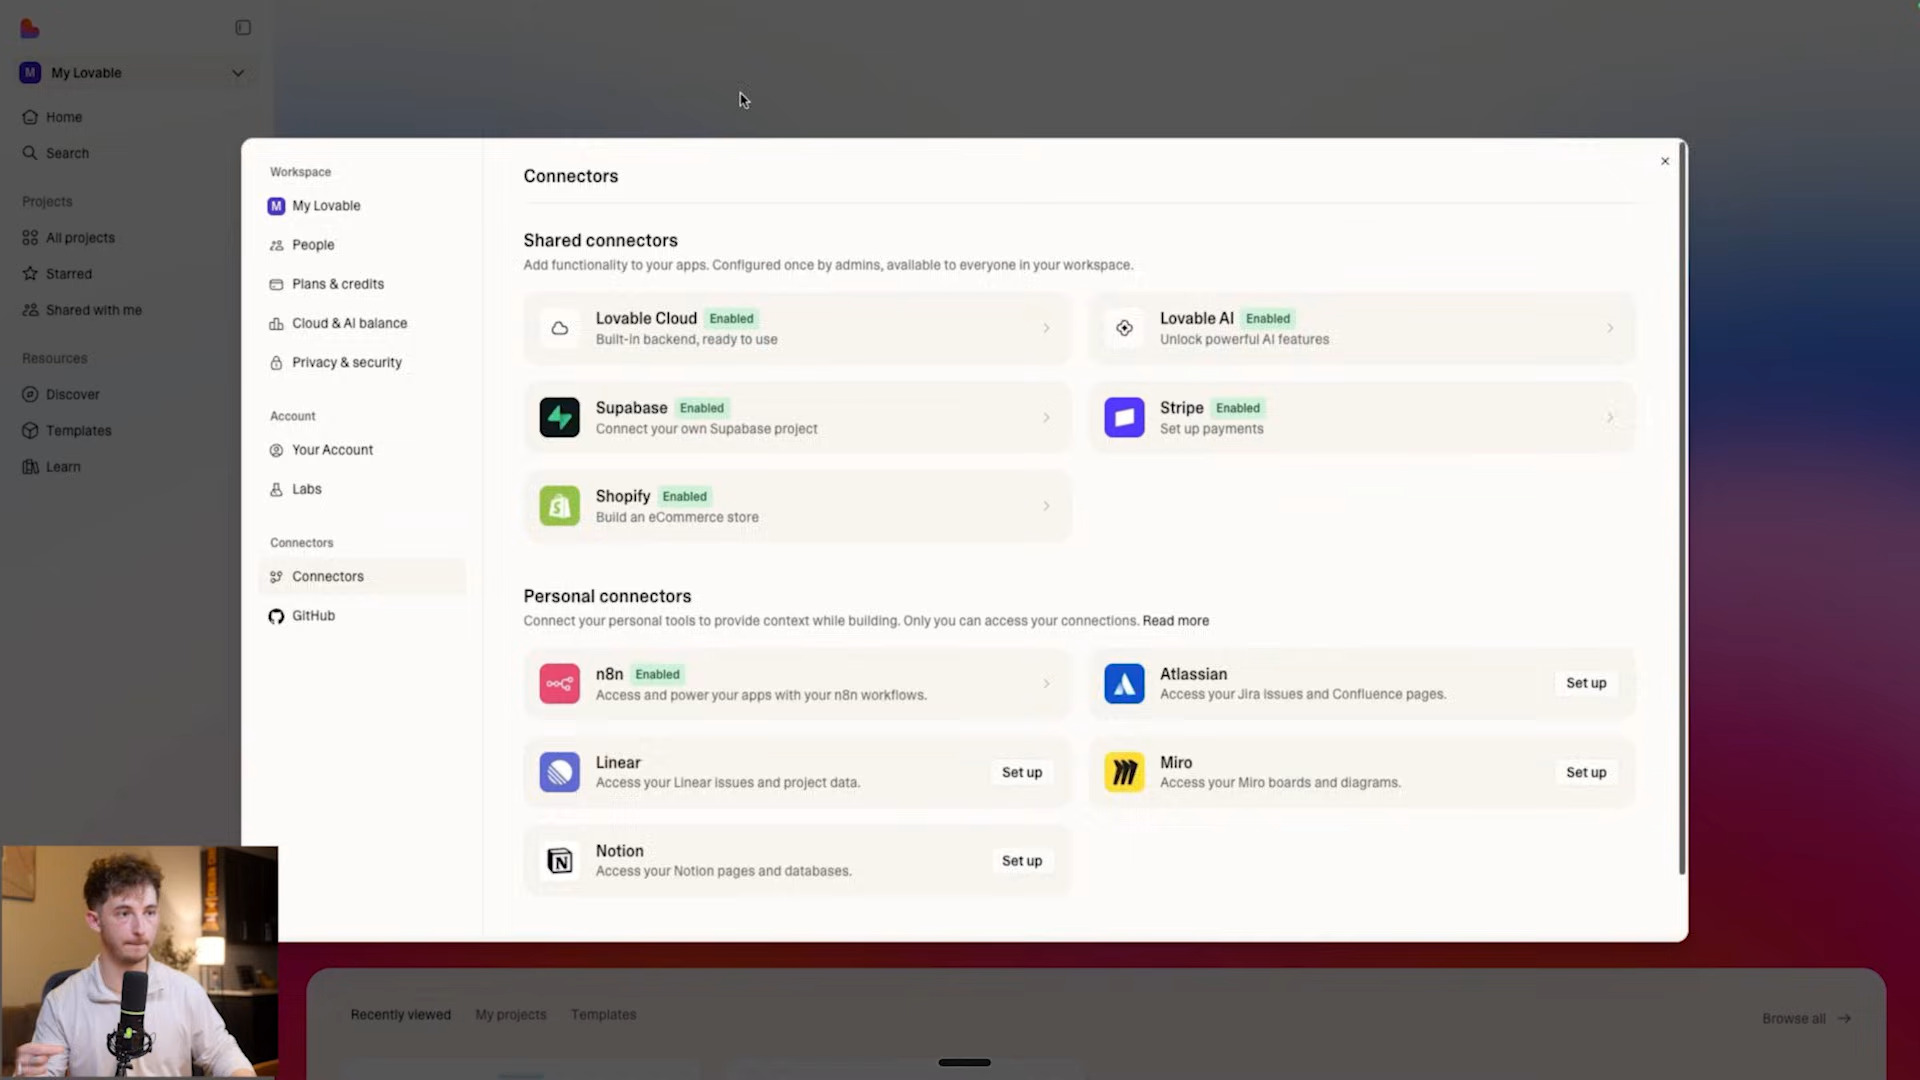 M My Lovable
Home
Search
Projects
All projects
Starred
Shared with me
Resources
Discover
Templates
Learn
Workspace
M My Lovable
People
Plans & credits
Cloud & AI balance
Privacy & security
Account
Your Account
Labs
Connectors
Connectors
GitHub
Connectors
Shared connectors
Add functionality to your apps. Configured once by admins, available to everyone in your workspace.
Lovable Cloud Enabled
Built-in backend, ready to use
Lovable AI Enabled
Unlock powerful AI features
Supabase Enabled
Connect your own Supabase project
Stripe Enabled
Set up payments
Shopify Enabled
Build an eCommerce store
Personal connectors
Connect your personal tools to provide context while building. Only you can access your connections. Read more
n8n Enabled
Access and power your apps with your n8n workflows.
Atlassian
Access your Jira issues and Confluence pages.
Set up
Linear
Access your Linear issues and project data.
Set up
Miro
Access your Miro boards and diagrams.
Set up
Notion
Access your Notion pages and databases.
Set up
Recently viewed My projects Templates
Browse all